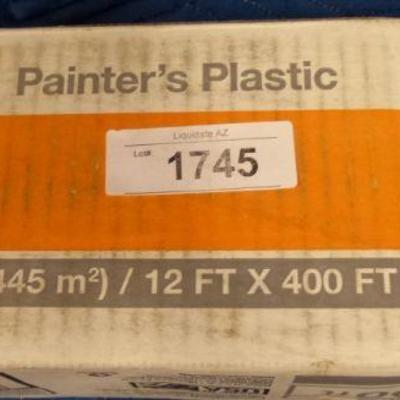 Painter's Plastic
Liquidate AZ
Lot#
1745
445 m²) / 12 FT X 400 FT